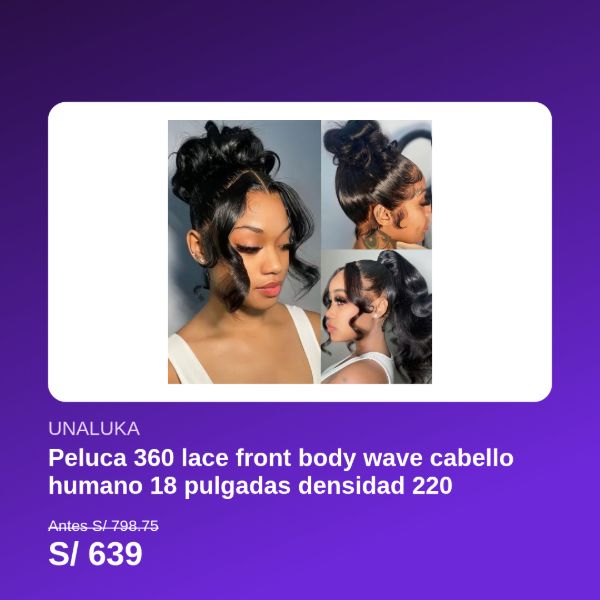 UNALUKA
Peluca 360 lace front body wave cabello
humano 18 pulgadas densidad 220
Antes S/ 798.75
S/ 639